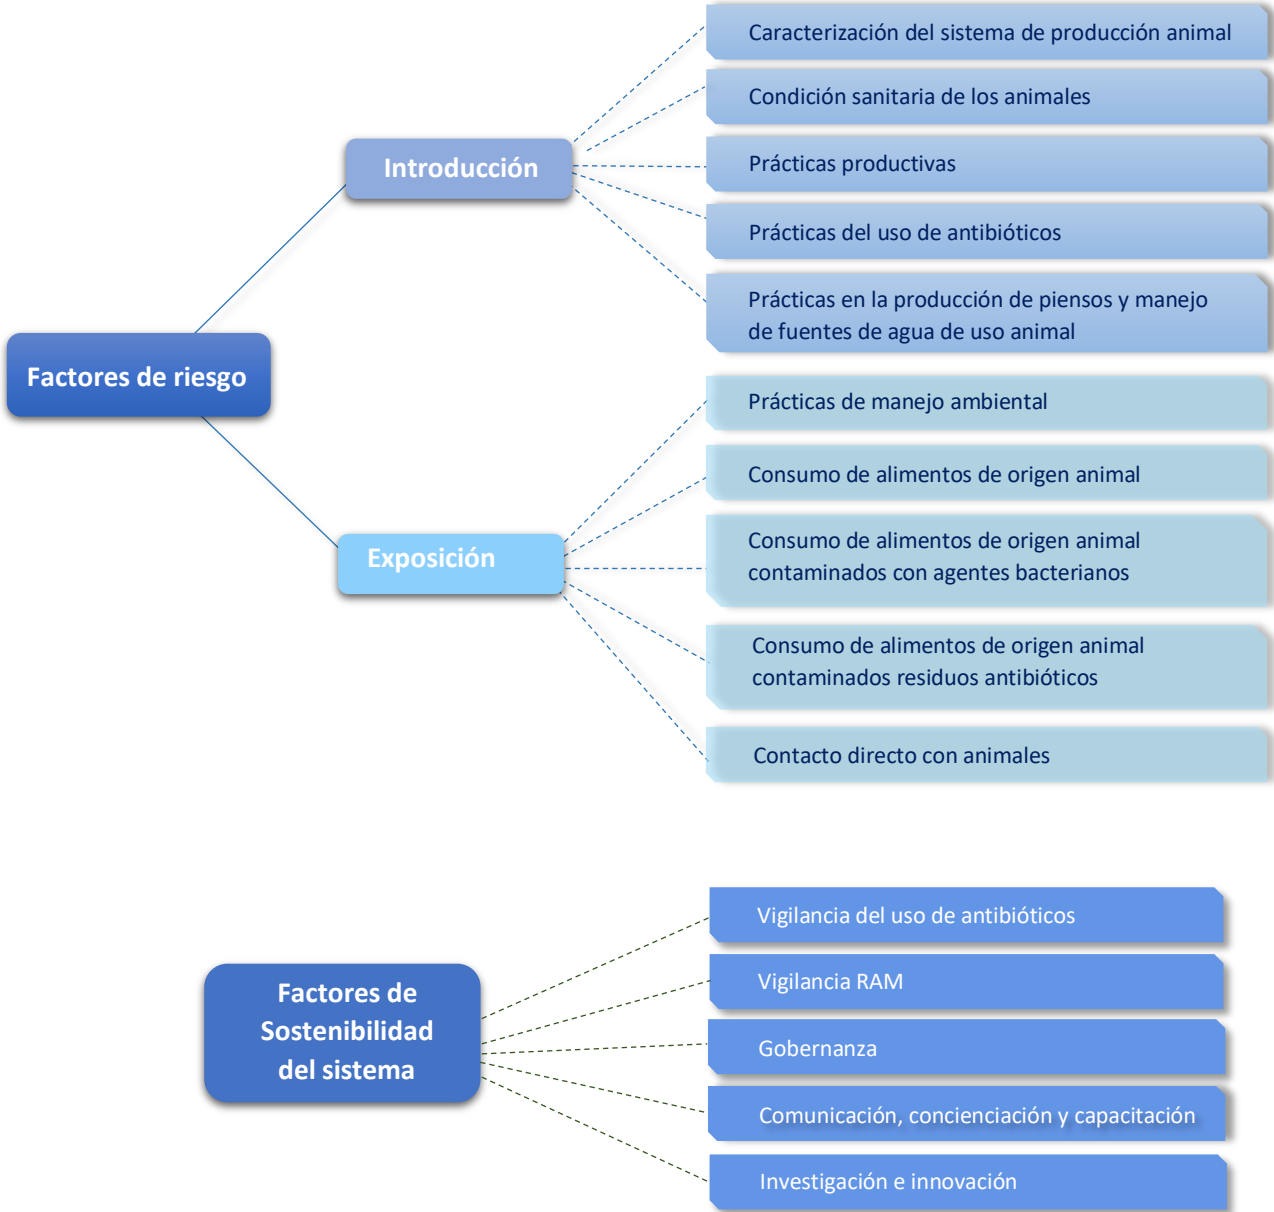 Caracterización del sistema de producción animal
Condición sanitaria de los animales
Introducción
Prácticas productivas
Prácticas del uso de antibióticos
Prácticas en la producción de piensos y manejo
de fuentes de agua de uso animal
Factores de riesgo
Prácticas de manejo ambiental
Consumo de alimentos de origen animal
Exposición
Consumo de alimentos de origen animal
contaminados con agentes bacterianos
Consumo de alimentos de origen animal
contaminados residuos antibióticos
Contacto directo con animales
Factores de
Sostenibilidad
del sistema
Vigilancia del uso de antibióticos
Vigilancia RAM
Gobernanza
Comunicación, concienciación y capacitación
Investigación e innovación